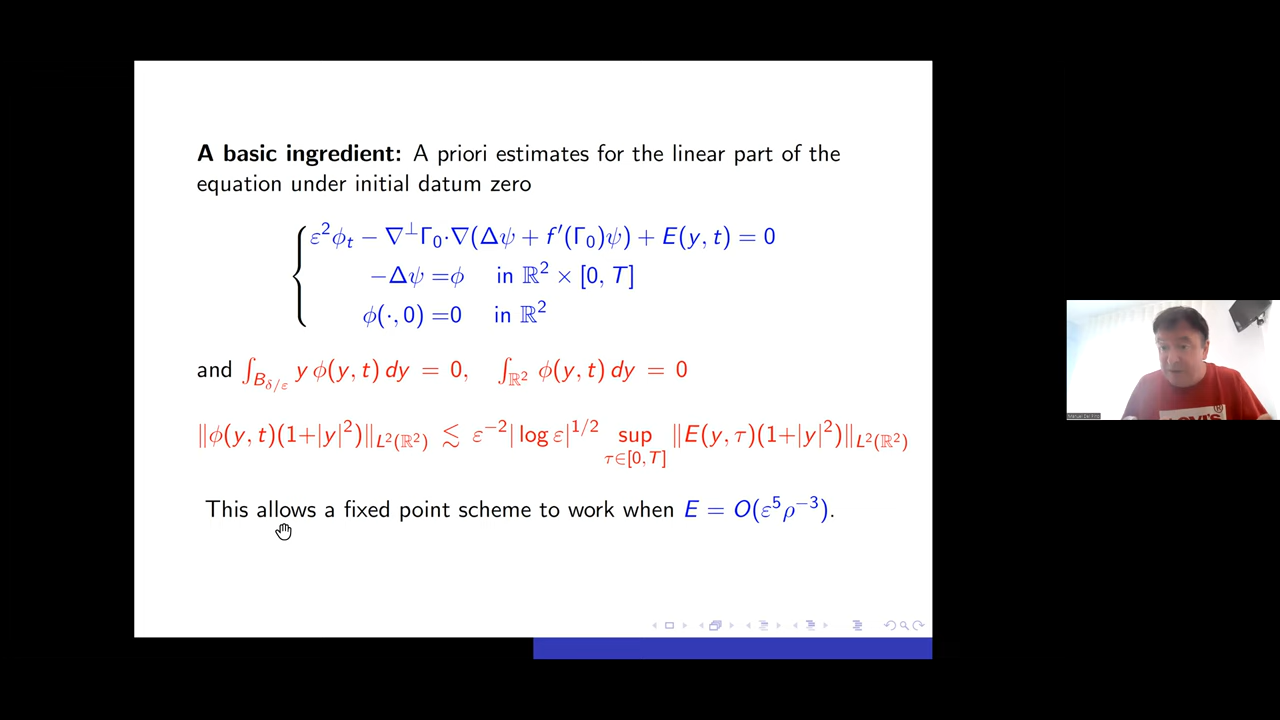 A basic ingredient: A priori estimates for the linear part of the
equation under initial datum zero
ε²ϕₜ − ∇⊥Γ₀·∇(Δψ + f′(Γ₀)ψ) + E(y, t) = 0
−Δψ =ϕ in ℝ² × [0, T]
ϕ(·, 0) =0 in ℝ²
and ∫_{B_{δ/ε}} y ϕ(y, t) dy = 0, ∫_{ℝ²} ϕ(y, t) dy = 0
‖ϕ(y, t)(1+|y|²)‖_{L²(ℝ²)} ≲ ε⁻²| log ε|^{1/2} sup_{τ∈[0,T]} ‖E(y, τ)(1+|y|²)‖_{L²(ℝ²)}
This allows a fixed point scheme to work when E = O(ε⁵ρ⁻³).